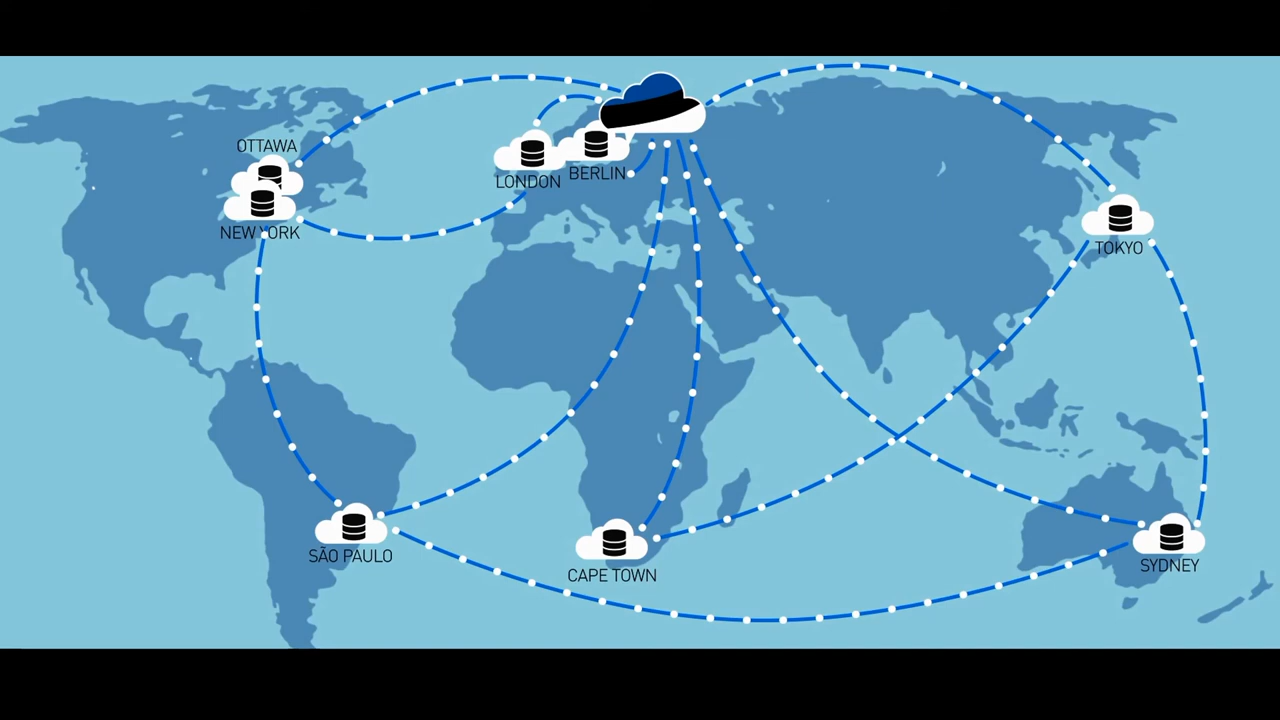 OTTAWA
LONDON
BERLIN
NEW YORK
TOKYO
SÃO PAULO
CAPE TOWN
SYDNEY